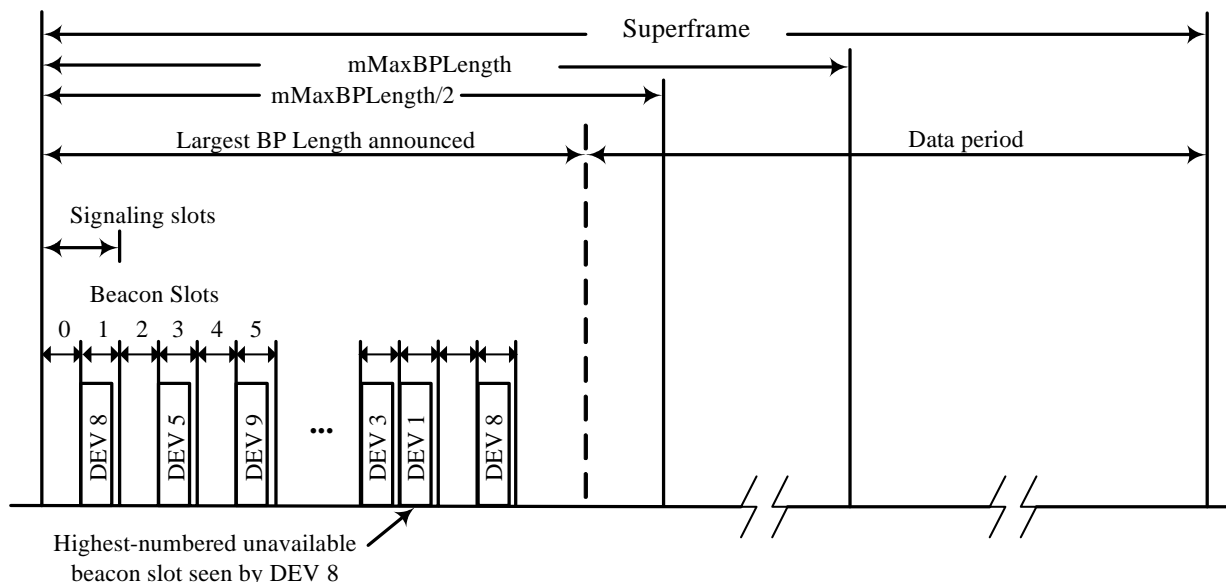 Superframe
mMaxBPLength
mMaxBPLength/2
Largest BP Length announced
Data period
Signaling slots
Beacon Slots
0 1 2 3 4 5
DEV 8
DEV 5
DEV 9
...
DEV 3
DEV 1
DEV 8
Highest-numbered unavailable
beacon slot seen by DEV 8